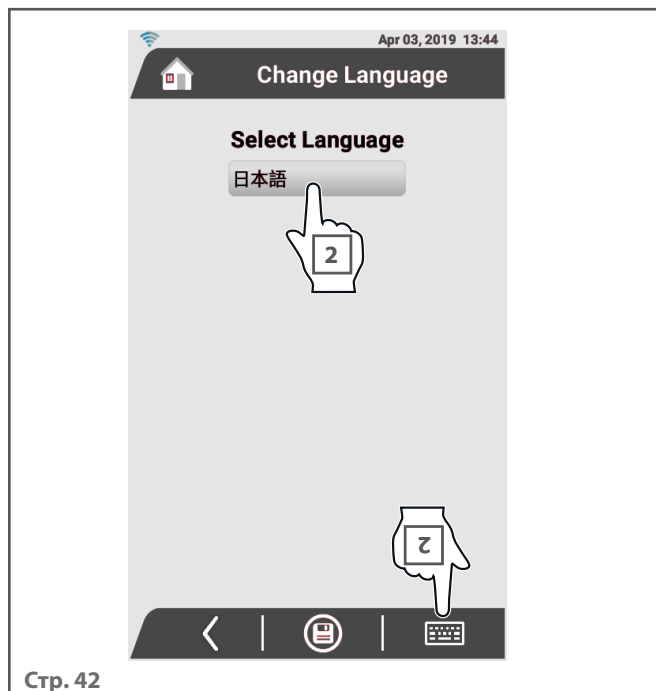 Apr 03, 2019 13:44
Change Language
Select Language
日本語
2
2
Стр. 42